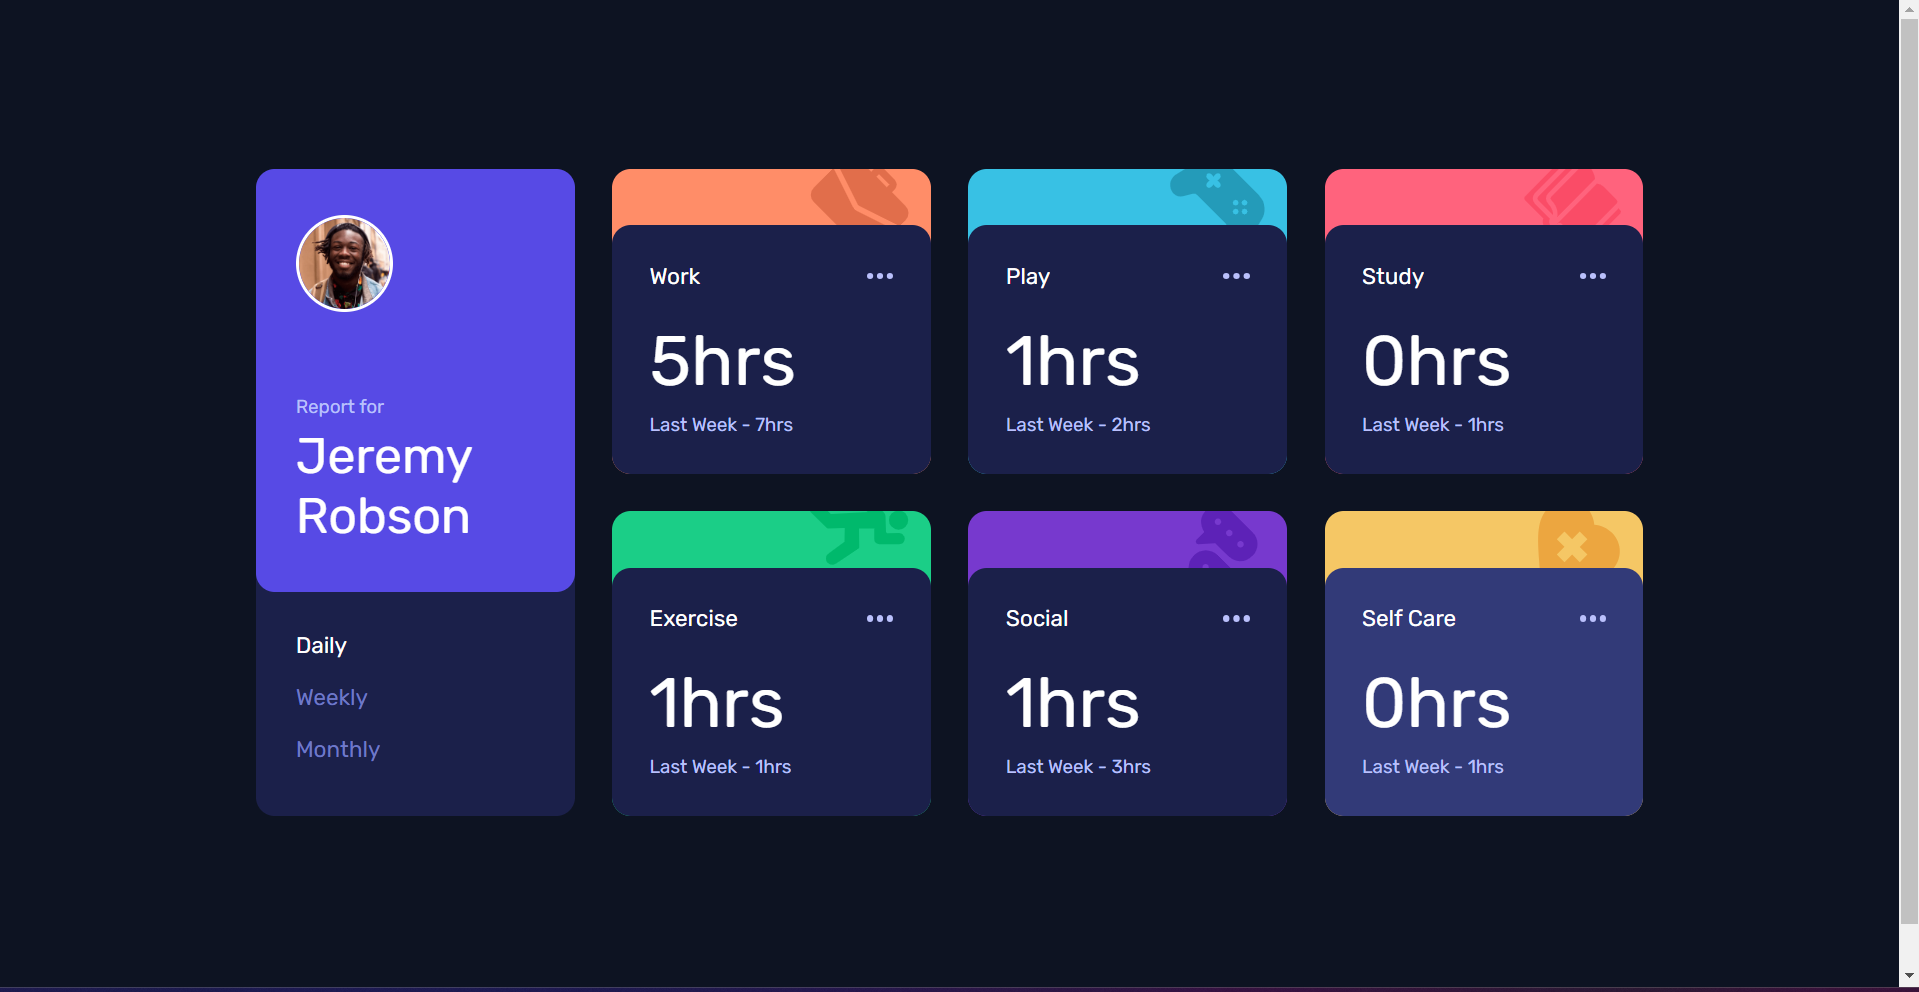 Report for
Jeremy
Robson
Daily
Weekly
Monthly
Work
5hrs
Last Week - 7hrs
Play
1hrs
Last Week - 2hrs
Study
0hrs
Last Week - 1hrs
Exercise
1hrs
Last Week - 1hrs
Social
1hrs
Last Week - 3hrs
Self Care
0hrs
Last Week - 1hrs